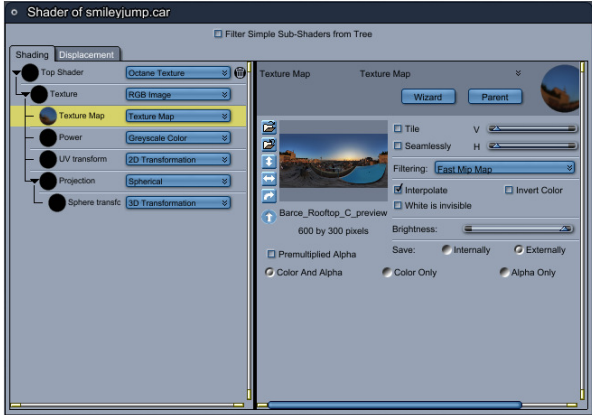 Shader of smileyjump.car
Filter Simple Sub-Shaders from Tree
Shading Displacement
Top Shader Octane Texture
Texture RGB Image
Texture Map Texture Map
Power Greyscale Color
UV transform 2D Transformation
Projection Spherical
Sphere transfc 3D Transformation
Texture Map Texture Map
Wizard Parent
Tile V
Seamlessly H
Filtering: Fast Mip Map
Interpolate Invert Color
White is invisible
Barce_Rooftop_C_preview
600 by 300 pixels
Brightness:
Premultiplied Alpha
Save: Internally Externally
Color And Alpha Color Only Alpha Only